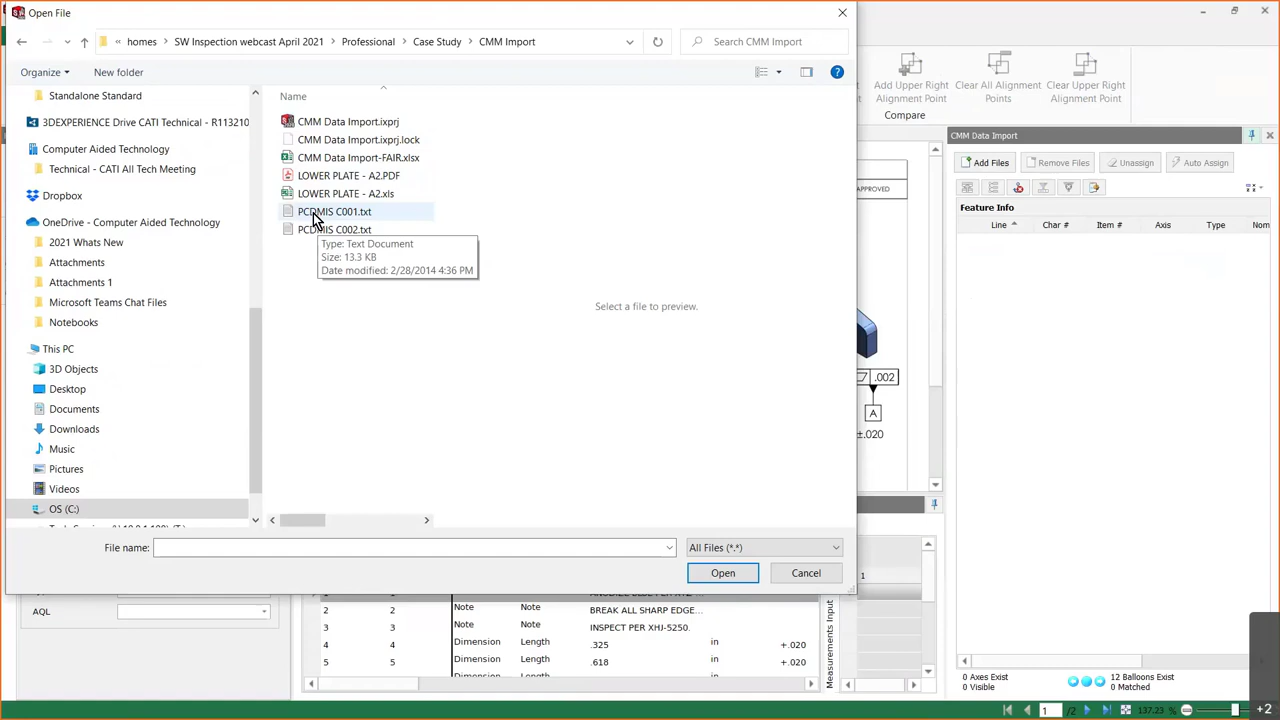 Open File
homes > SW Inspection webcast April 2021 > Professional > Case Study > CMM Import
Search CMM Import
Organize
New folder
Standalone Standard
3DEXPERIENCE Drive CATI Technical - R113210
Computer Aided Technology
Technical - CATI All Tech Meeting
Dropbox
OneDrive - Computer Aided Technology
2021 Whats New
Attachments
Attachments 1
Microsoft Teams Chat Files
Notebooks
This PC
3D Objects
Desktop
Documents
Downloads
Music
Pictures
Videos
OS (C:)
Name
CMM Data Import.ixprj
CMM Data Import.ixprj.lock
CMM Data Import-FAIR.xlsx
LOWER PLATE - A2.PDF
LOWER PLATE - A2.xls
PCDMIS C001.txt
PCDMIS C002.txt
Type: Text Document
Size: 13.3 KB
Date modified: 2/28/2014 4:36 PM
Select a file to preview.
File name:
All Files (*.*)
Open
Cancel
Add Upper Right Alignment Point
Clear All Alignment Points
Clear Upper Right Alignment Point
Compare
APPROVED
.002
A
±.020
CMM Data Import
Add Files
Remove Files
Unassign
Auto Assign
Feature Info
Line
Char #
Item #
Axis
Type
Nom
AQL
2 2 Note Note BREAK ALL SHARP EDGE...
3 3 Note Note INSPECT PER XHJ-5250.
4 4 Dimension Length .325 in +.020
5 5 Dimension Length .618 in +.020
Dimension Length
1
Measurements Input
0 Axes Exist
0 Visible
12 Balloons Exist
0 Matched
1 /2
137.23 %
+2